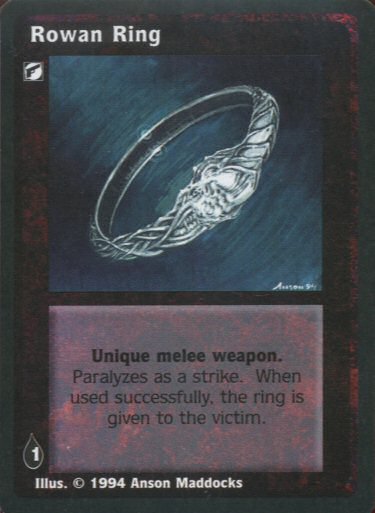 Rowan Ring
Anson 94
Unique melee weapon.
Paralyzes as a strike. When
used successfully, the ring is
given to the victim.
1
Illus. © 1994 Anson Maddocks